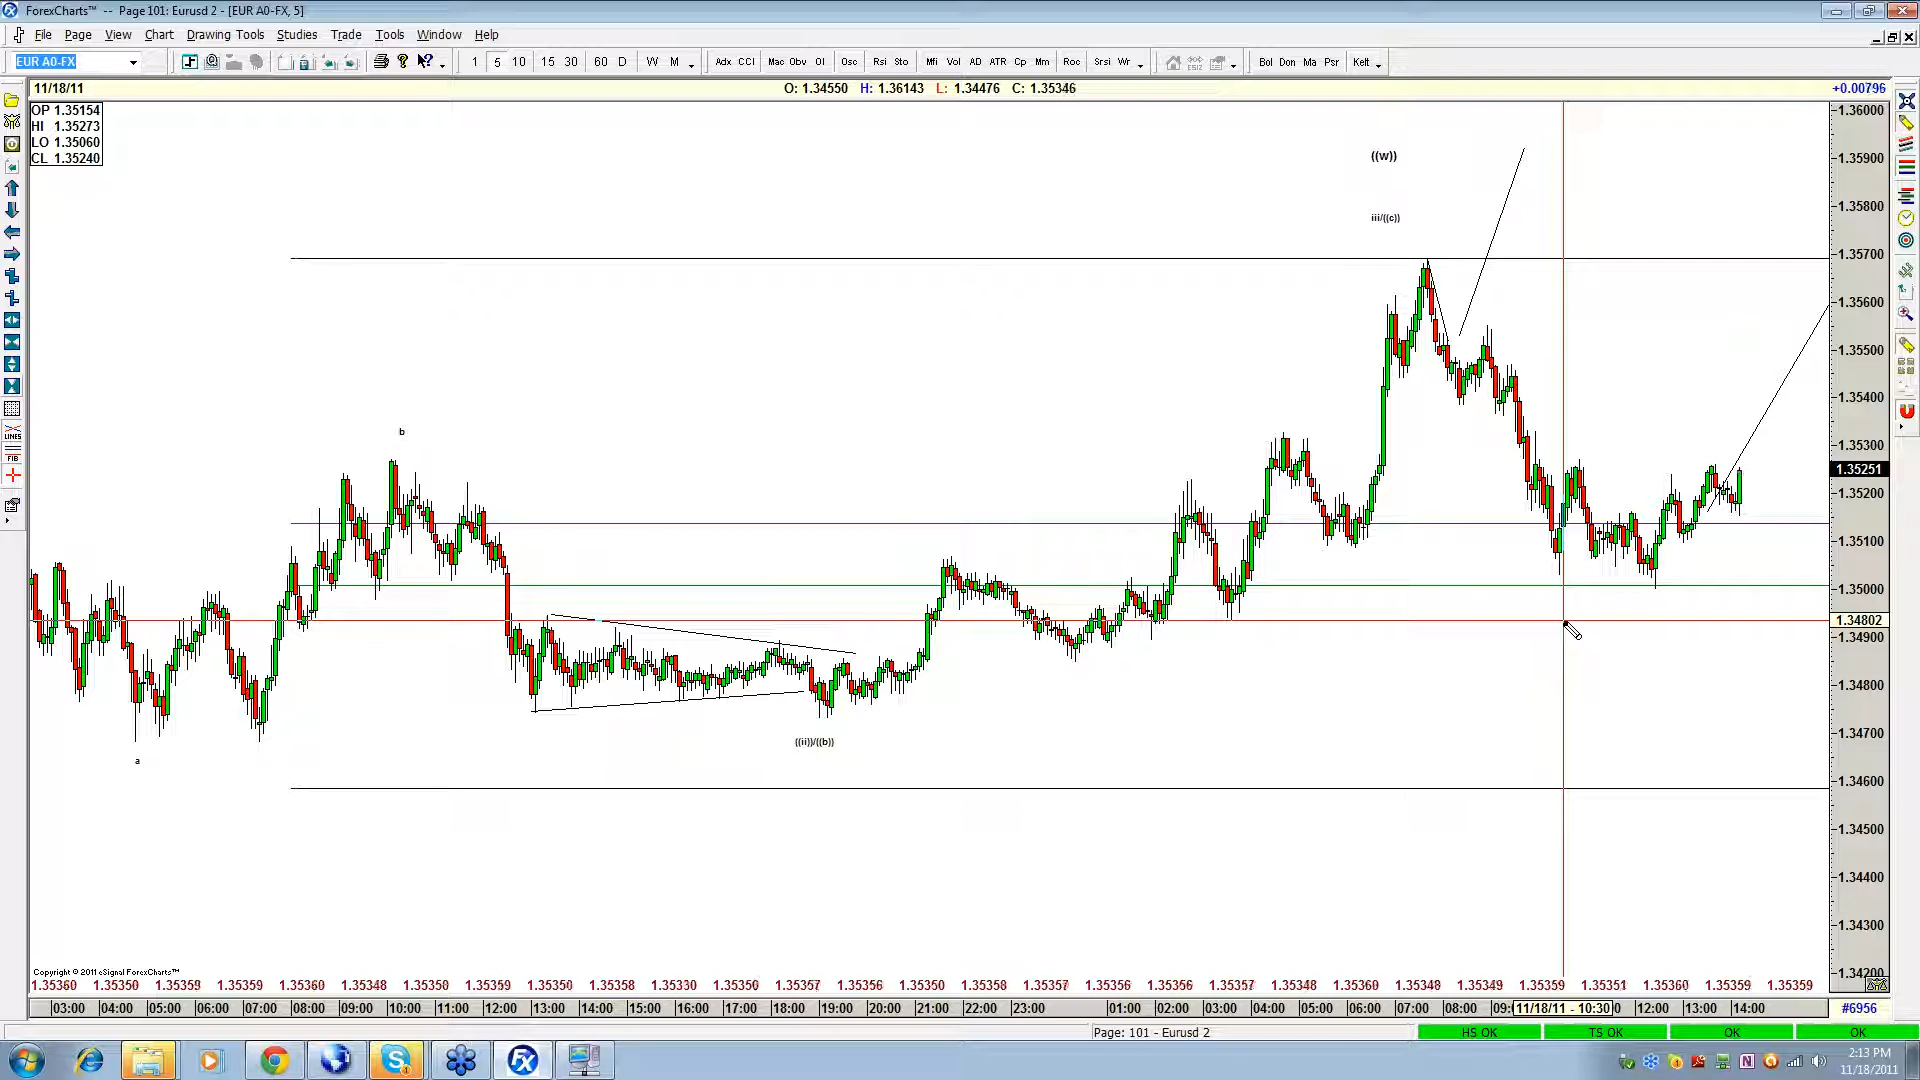 ForexCharts™ -- Page 101: Eurusd 2 - [EUR A0-FX, 5]
File Page View Chart Drawing Tools Studies Trade Tools Window Help
EUR A0-FX 1 5 10 15 30 60 D W M Adx CCI Mac Obv OI Osc Rsi Sto Mfi Vol AD ATR Cp Mm Roc Srsi Wr Bol Don Ma Psr Kelt
11/18/11 O: 1.34550 H: 1.36143 L: 1.34476 C: 1.35346 +0.00796
OP 1.35154
HI 1.35273
LO 1.35060
CL 1.35240
1.36000
((w))
1.35900
1.35800
iii/((c))
1.35700
1.35600
1.35500
1.35400
b
LINES
1.35300
FIB
1.35251
1.35200
1.35100
1.35000
1.34802
1.34900
1.34800
1.34700
((ii))/((b))
a
1.34600
1.34500
1.34400
1.34300
1.34200
Copyright © 2011 eSignal ForexCharts™
1.35360 1.35350 1.35359 1.35359 1.35360 1.35348 1.35350 1.35359 1.35350 1.35358 1.35330 1.35350 1.35357 1.35356 1.35350 1.35358 1.35357 1.35356 1.35356 1.35357 1.35348 1.35360 1.35348 1.35349 1.35359 1.35351 1.35360 1.35359 1.35359
03:00 04:00 05:00 06:00 07:00 08:00 09:00 10:00 11:00 12:00 13:00 14:00 15:00 16:00 17:00 18:00 19:00 20:00 21:00 22:00 23:00 01:00 02:00 03:00 04:00 05:00 06:00 07:00 08:00 09:0 11/18/11 - 10:30 0 12:00 13:00 14:00 #6956
Page: 101 - Eurusd 2 HS OK TS OK OK OK
2:13 PM
11/18/2011